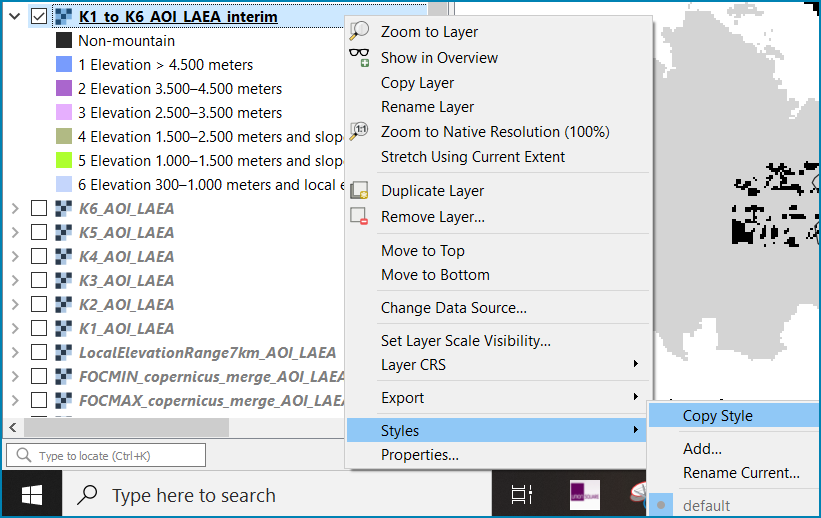 K1_to_K6_AOI_LAEA_interim
Non-mountain
1 Elevation > 4.500 meters
2 Elevation 3.500–4.500 meters
3 Elevation 2.500–3.500 meters
4 Elevation 1.500–2.500 meters and slop
5 Elevation 1.000–1.500 meters and slop
6 Elevation 300–1.000 meters and local e
K6_AOI_LAEA
K5_AOI_LAEA
K4_AOI_LAEA
K3_AOI_LAEA
K2_AOI_LAEA
K1_AOI_LAEA
LocalElevationRange7km_AOI_LAEA
FOCMIN_copernicus_merge_AOI_LAEA
FOCMAX_copernicus_merge_AOI_LAEA
Type to locate (Ctrl+K)
Type here to search
Zoom to Layer
Show in Overview
Copy Layer
Rename Layer
1:1
Zoom to Native Resolution (100%)
Stretch Using Current Extent
Duplicate Layer
Remove Layer...
Move to Top
Move to Bottom
Change Data Source...
Set Layer Scale Visibility...
Layer CRS
Export
Styles
Properties...
Copy Style
Add...
Rename Current...
default